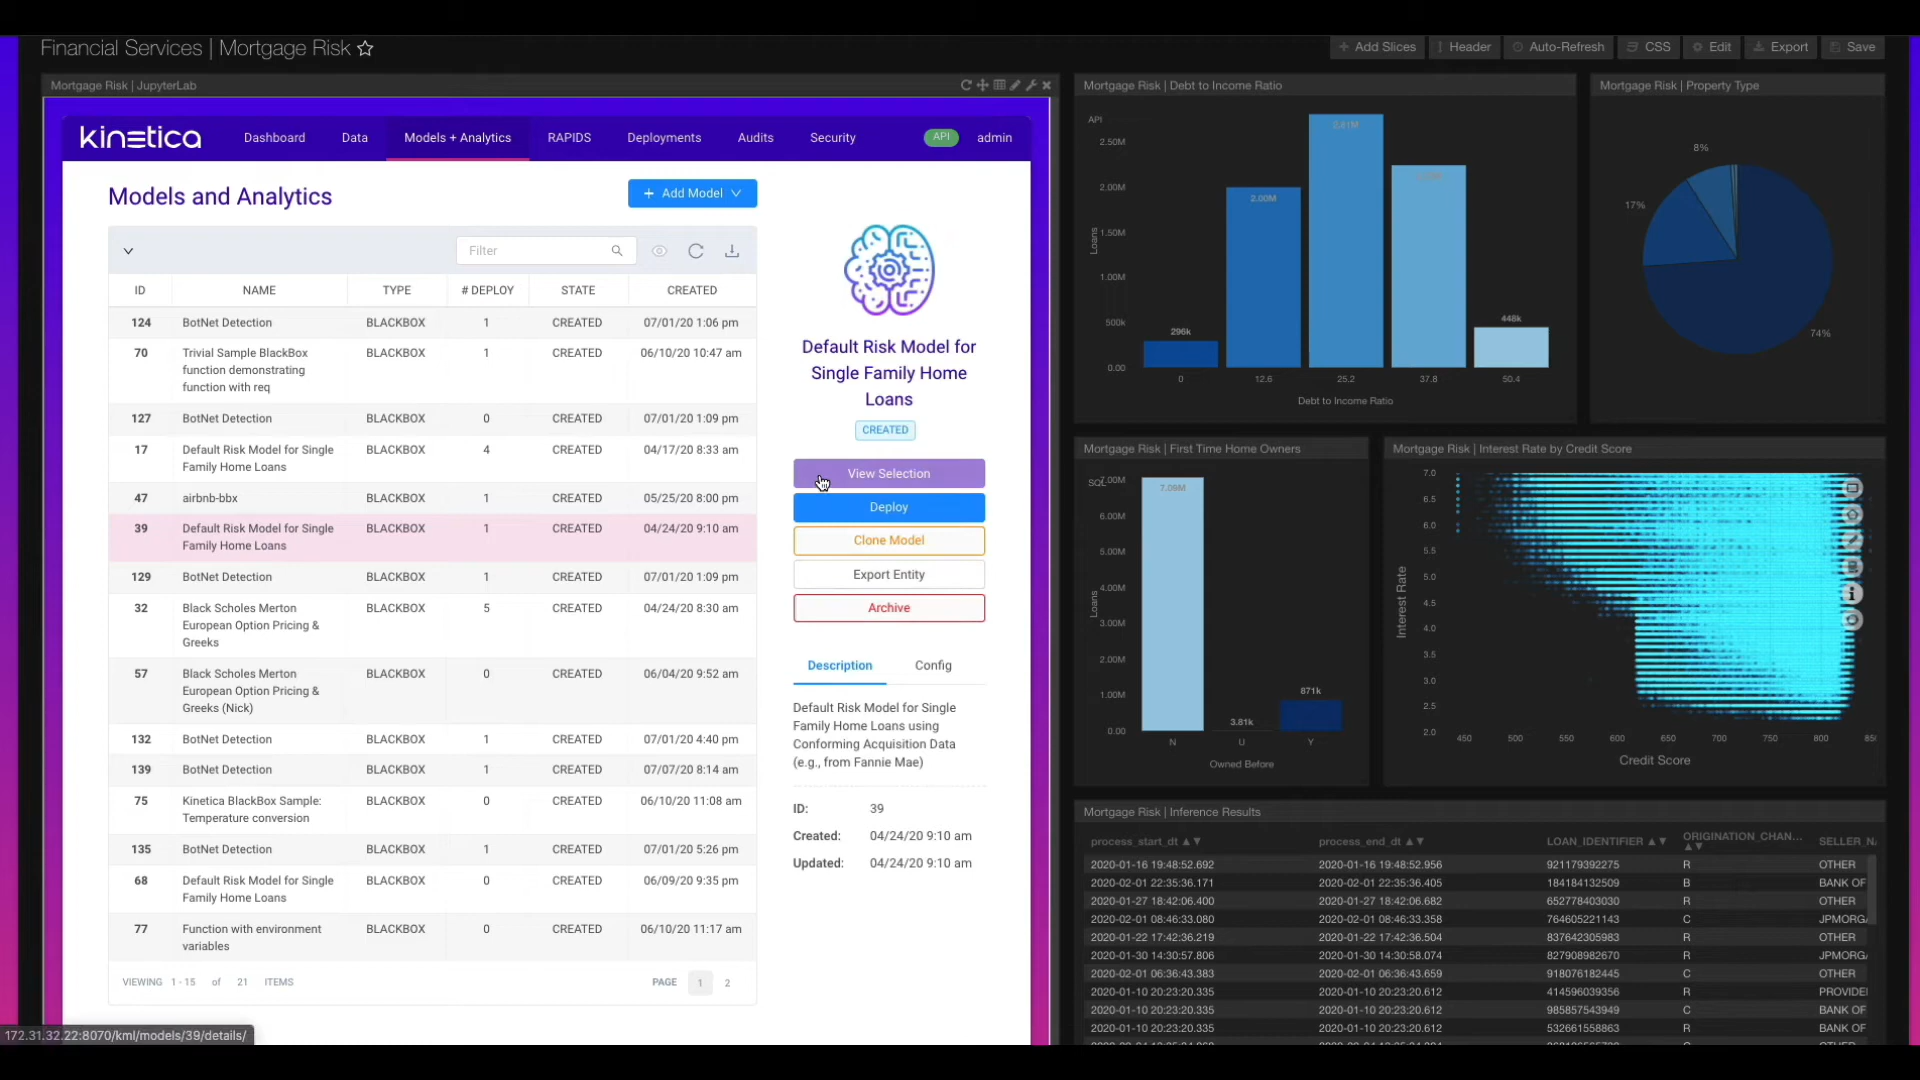 Financial Services | Mortgage Risk
+ Add Slices
Header
Auto-Refresh
CSS
Edit
Export
Save
Mortgage Risk | JupyterLab
kinetica
Dashboard
Data
Models + Analytics
RAPIDS
Deployments
Audits
Security
API
admin
Models and Analytics
+ Add Model
Filter
ID NAME TYPE # DEPLOY STATE CREATED
124 BotNet Detection BLACKBOX 1 CREATED 07/01/20 1:06 pm
70 Trivial Sample BlackBox BLACKBOX 1 CREATED 06/10/20 10:47 am
function demonstrating
function with req
127 BotNet Detection BLACKBOX 0 CREATED 07/01/20 1:09 pm
17 Default Risk Model for Single BLACKBOX 4 CREATED 04/17/20 8:33 am
Family Home Loans
47 airbnb-bbx BLACKBOX 1 CREATED 05/25/20 8:00 pm
39 Default Risk Model for Single BLACKBOX 1 CREATED 04/24/20 9:10 am
Family Home Loans
129 BotNet Detection BLACKBOX 1 CREATED 07/01/20 1:09 pm
32 Black Scholes Merton BLACKBOX 5 CREATED 04/24/20 8:30 am
European Option Pricing &
Greeks
57 Black Scholes Merton BLACKBOX 0 CREATED 06/04/20 9:52 am
European Option Pricing &
Greeks (Nick)
132 BotNet Detection BLACKBOX 1 CREATED 07/01/20 4:40 pm
139 BotNet Detection BLACKBOX 1 CREATED 07/07/20 8:14 am
75 Kinetica BlackBox Sample: BLACKBOX 0 CREATED 06/10/20 11:08 am
Temperature conversion
135 BotNet Detection BLACKBOX 1 CREATED 07/01/20 5:26 pm
68 Default Risk Model for Single BLACKBOX 0 CREATED 06/09/20 9:35 pm
Family Home Loans
77 Function with environment BLACKBOX 0 CREATED 06/10/20 11:17 am
variables
VIEWING 1 - 15 of 21 ITEMS
PAGE 1 2
Default Risk Model for
Single Family Home
Loans
CREATED
View Selection
Deploy
Clone Model
Export Entity
Archive
Description
Config
Default Risk Model for Single
Family Home Loans using
Conforming Acquisition Data
(e.g., from Fannie Mae)
ID: 39
Created: 04/24/20 9:10 am
Updated: 04/24/20 9:10 am
172.31.32.22:8070/kml/models/39/details/
Mortgage Risk | Debt to Income Ratio
API
2.50M
2.00M
1.50M
1.00M
500k
0.00
Loans
296k
2.00M
2.81M
448k
0 12.6 25.2 37.8 50.4
Debt to Income Ratio
Mortgage Risk | Property Type
8%
17%
74%
Mortgage Risk | First Time Home Owners
SQL
7.00M
6.00M
5.00M
4.00M
3.00M
2.00M
1.00M
0.00
Loans
7.09M
3.81k
871k
N U Y
Owned Before
Mortgage Risk | Interest Rate by Credit Score
7.0
6.5
6.0
5.5
5.0
4.5
4.0
3.5
3.0
2.5
2.0
Interest Rate
450 500 550 600 650 700 750 800
Credit Score
Mortgage Risk | Inference Results
process_start_dt process_end_dt LOAN_IDENTIFIER ORIGINATION_CHAN... SELLER_N
2020-01-16 19:48:52.692 2020-01-16 19:48:52.956 921179392275 R OTHER
2020-02-01 22:35:36.171 2020-02-01 22:35:36.405 184184132509 B BANK OF
2020-01-27 18:42:06.400 2020-01-27 18:42:06.682 652778403030 R OTHER
2020-02-01 08:46:33.080 2020-02-01 08:46:33.358 764605221143 C JPMORG
2020-01-22 17:42:36.219 2020-01-22 17:42:36.504 837642305983 R OTHER
2020-01-30 14:30:57.806 2020-01-30 14:30:58.074 827908982670 R JPMORG
2020-02-01 06:36:43.383 2020-02-01 06:36:43.659 918076182445 C OTHER
2020-01-10 20:23:20.335 2020-01-10 20:23:20.612 414596039356 R PROVIDE
2020-01-10 20:23:20.335 2020-01-10 20:23:20.612 985857543949 C BANK OF
2020-01-10 20:23:20.335 2020-01-10 20:23:20.612 532661558863 R BANK OF